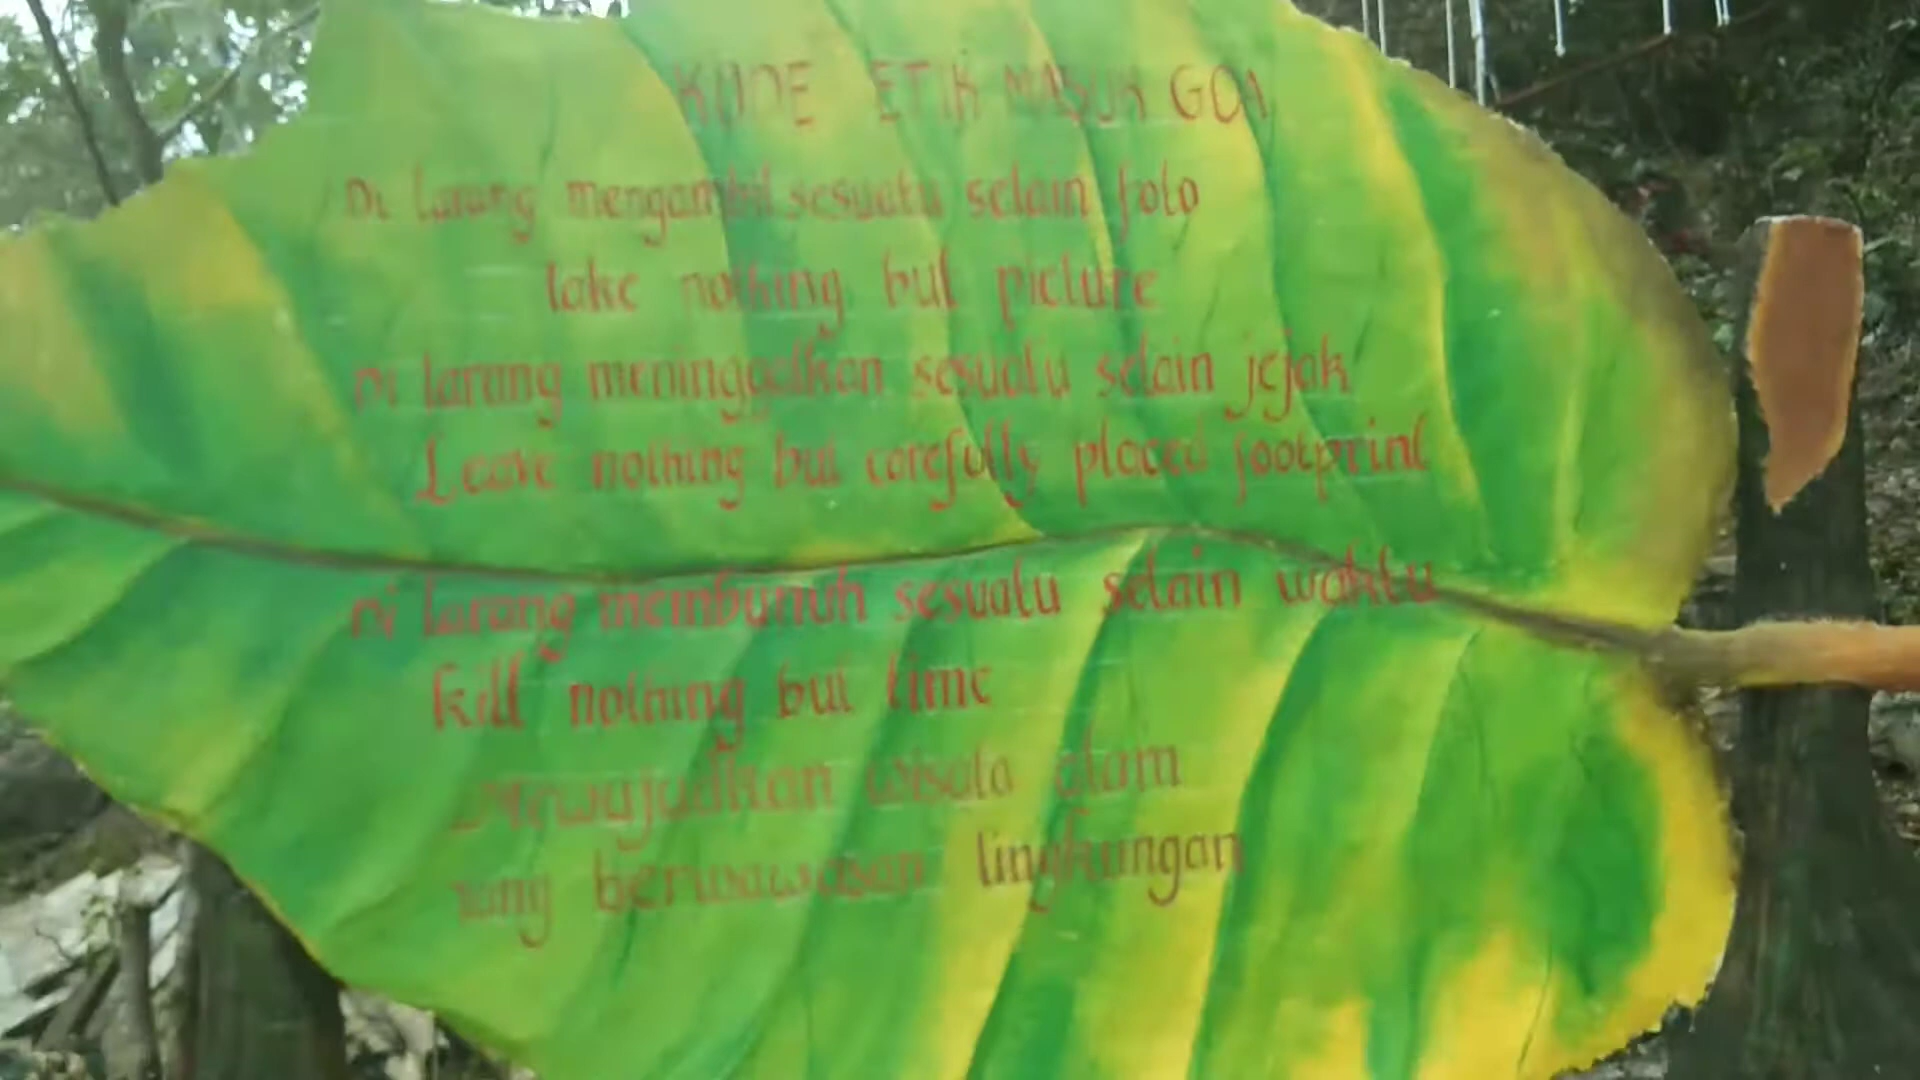 KODE ETIK MASUK GOA
Di larang mengambil sesuatu selain foto
take nothing but picture
Di larang meninggalkan sesuatu selain jejak
Leave nothing but carefully placed footprint
Di larang membunuh sesuatu selain waktu
kill nothing but time
Mewujudkan wisata alam
yang berwawasan lingkungan